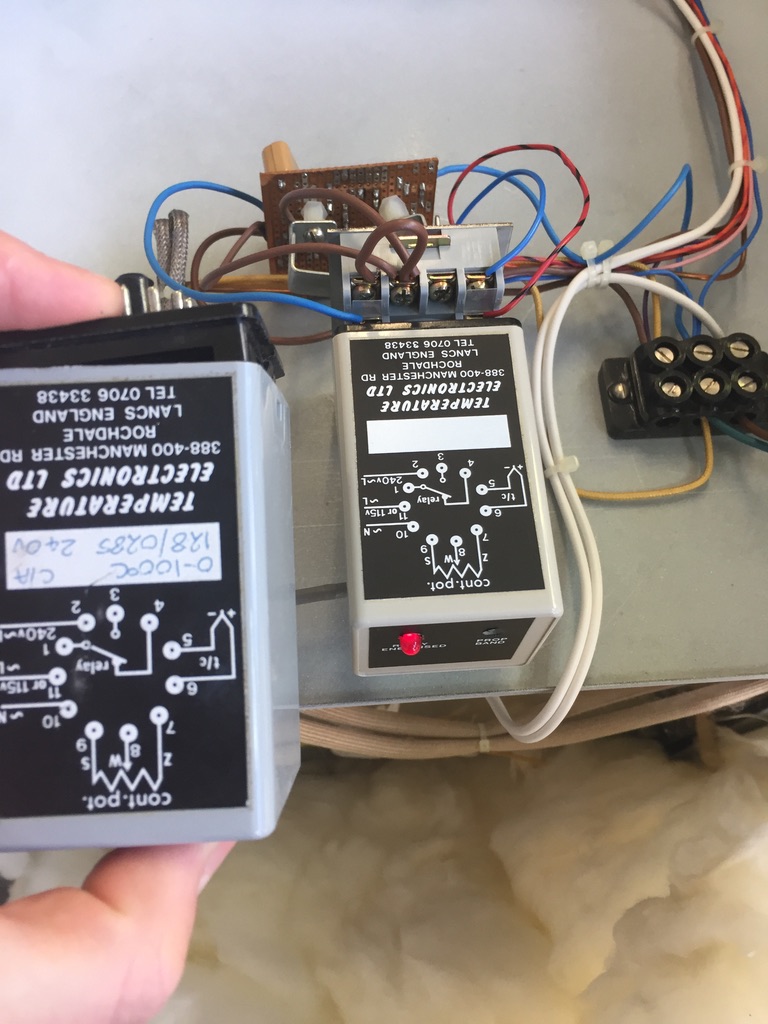 cont. pot.
Z W S
7 8 9
6 10 ~N
t/c 11 or 115v ~L
5 relay 1
- + 4 3 2 240v~L
0-100°C C/A
128/0285 240v
TEMPERATURE
ELECTRONICS LTD
388-400 MANCHESTER RD
ROCHDALE
LANCS ENGLAND
TEL 0706 33438
PROP
BAND
cont. pot.
Z W S
7 8 9
6 10 ~N
t/c 11 or 115v ~L
5 relay 1
- + 4 3 2 240v~L
TEMPERATURE
ELECTRONICS LTD
388-400 MANCHESTER RD
ROCHDALE
LANCS ENGLAND
TEL 0706 33438